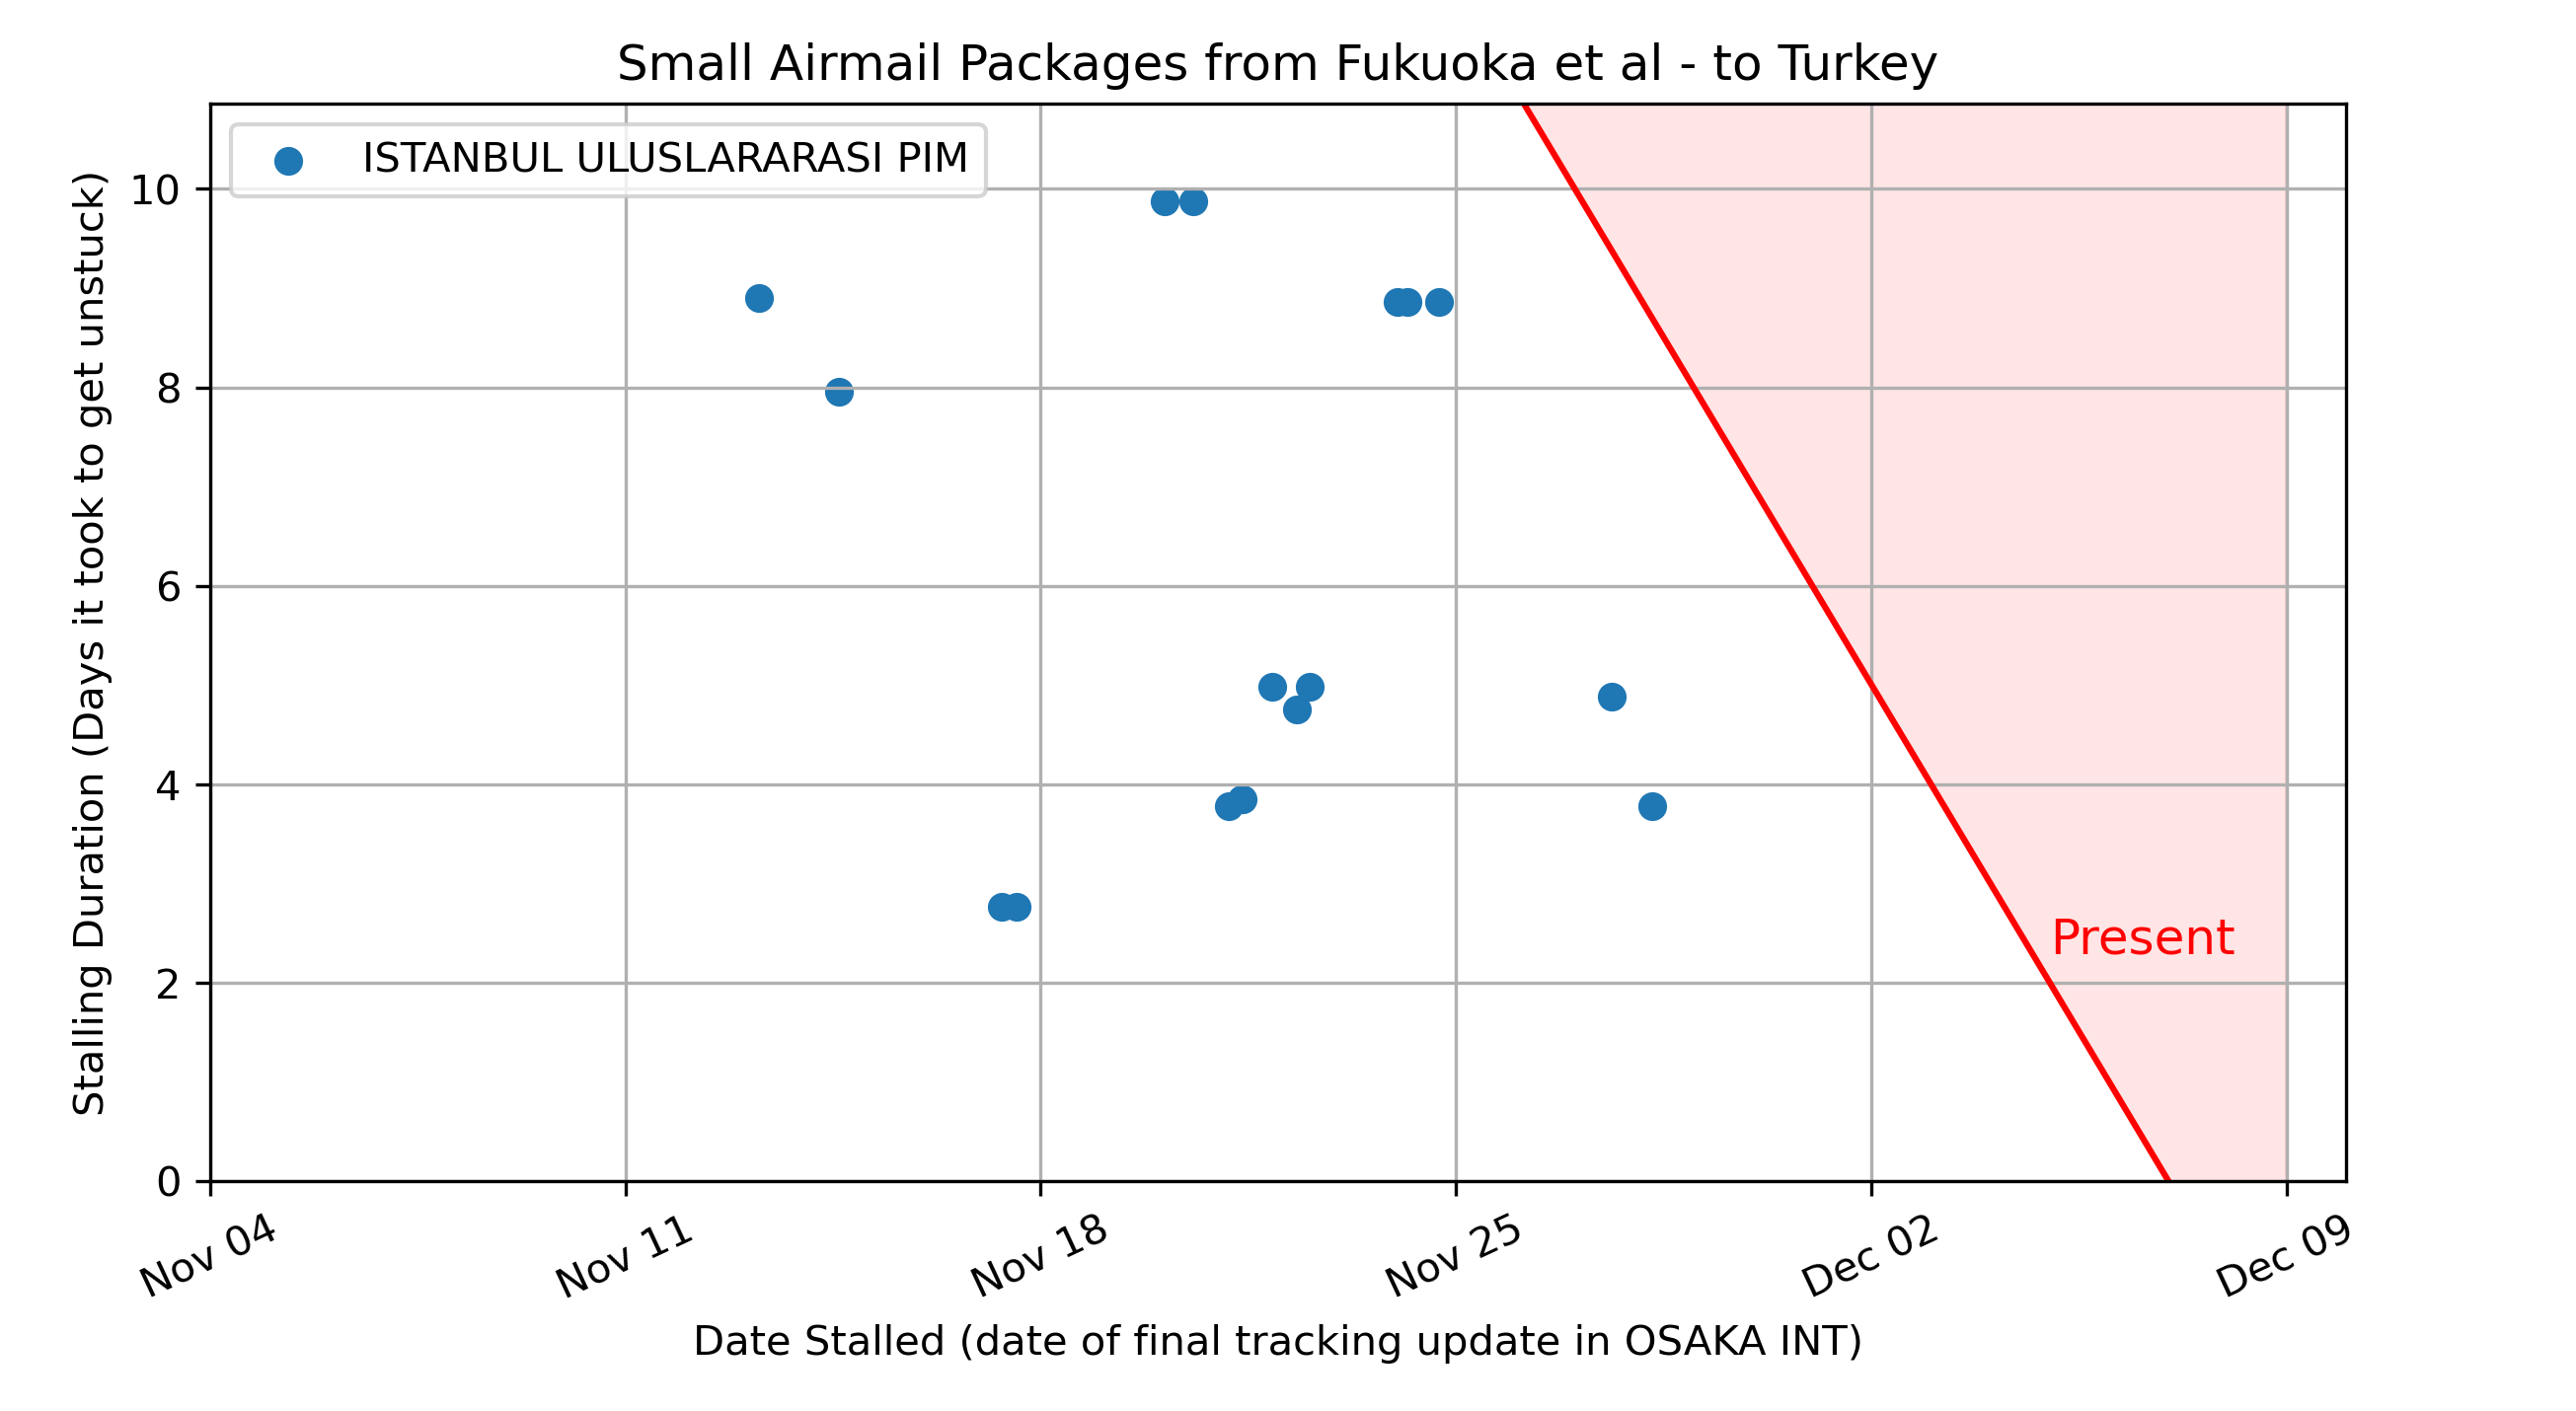 Small Airmail Packages from Fukuoka et al - to Turkey
ISTANBUL ULUSLARARASI PIM
Stalling Duration (Days it took to get unstuck)
10
8
6
4
2
0
Present
Nov 04
Nov 11
Nov 18
Nov 25
Dec 02
Dec 09
Date Stalled (date of final tracking update in OSAKA INT)